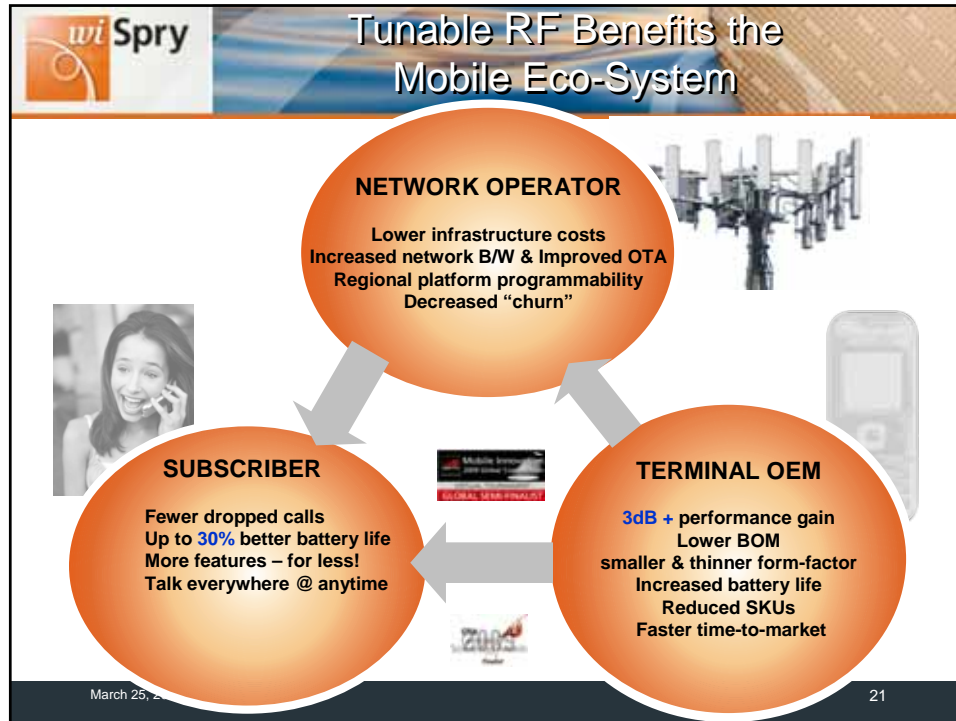 wiSpry
Tunable RF Benefits the
Mobile Eco-System
NETWORK OPERATOR
Lower infrastructure costs
Increased network B/W & Improved OTA
Regional platform programmability
Decreased “churn”
SUBSCRIBER
Fewer dropped calls
Up to 30% better battery life
More features – for less!
Talk everywhere @ anytime
GLOBAL SEMI-FINALIST
TERMINAL OEM
3dB + performance gain
Lower BOM
smaller & thinner form-factor
Increased battery life
Reduced SKUs
Faster time-to-market
March 25,
21